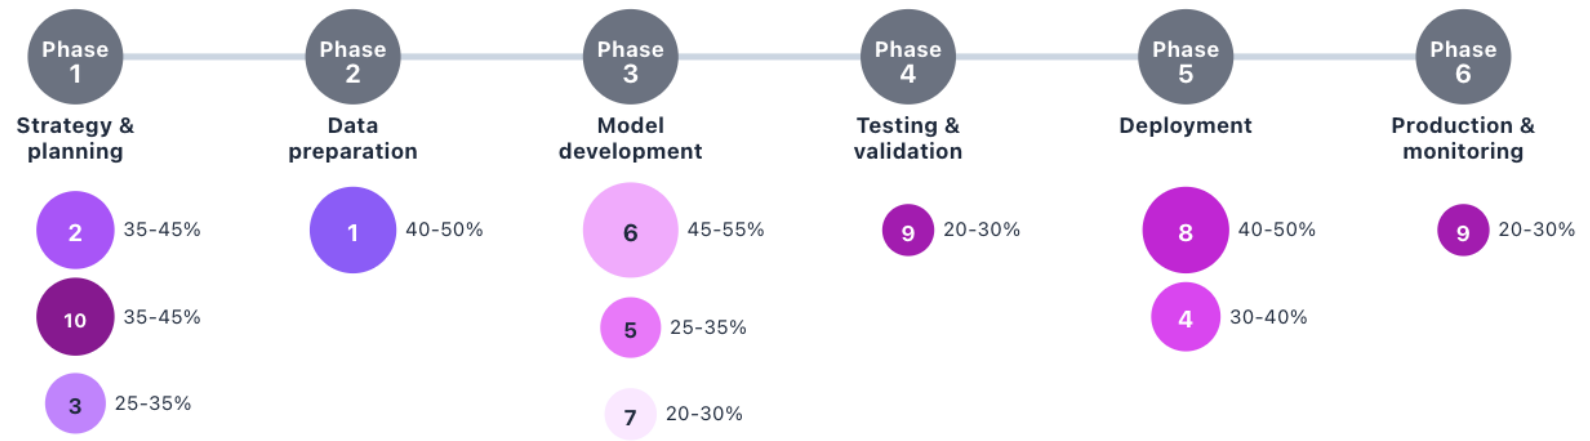 Phase
1
Phase
2
Phase
3
Phase
4
Phase
5
Phase
6
Strategy &
planning
Data
preparation
Model
development
Testing &
validation
Deployment
Production &
monitoring
2 35-45%
1 40-50%
6 45-55%
9 20-30%
8 40-50%
9 20-30%
10 35-45%
5 25-35%
4 30-40%
3 25-35%
7 20-30%